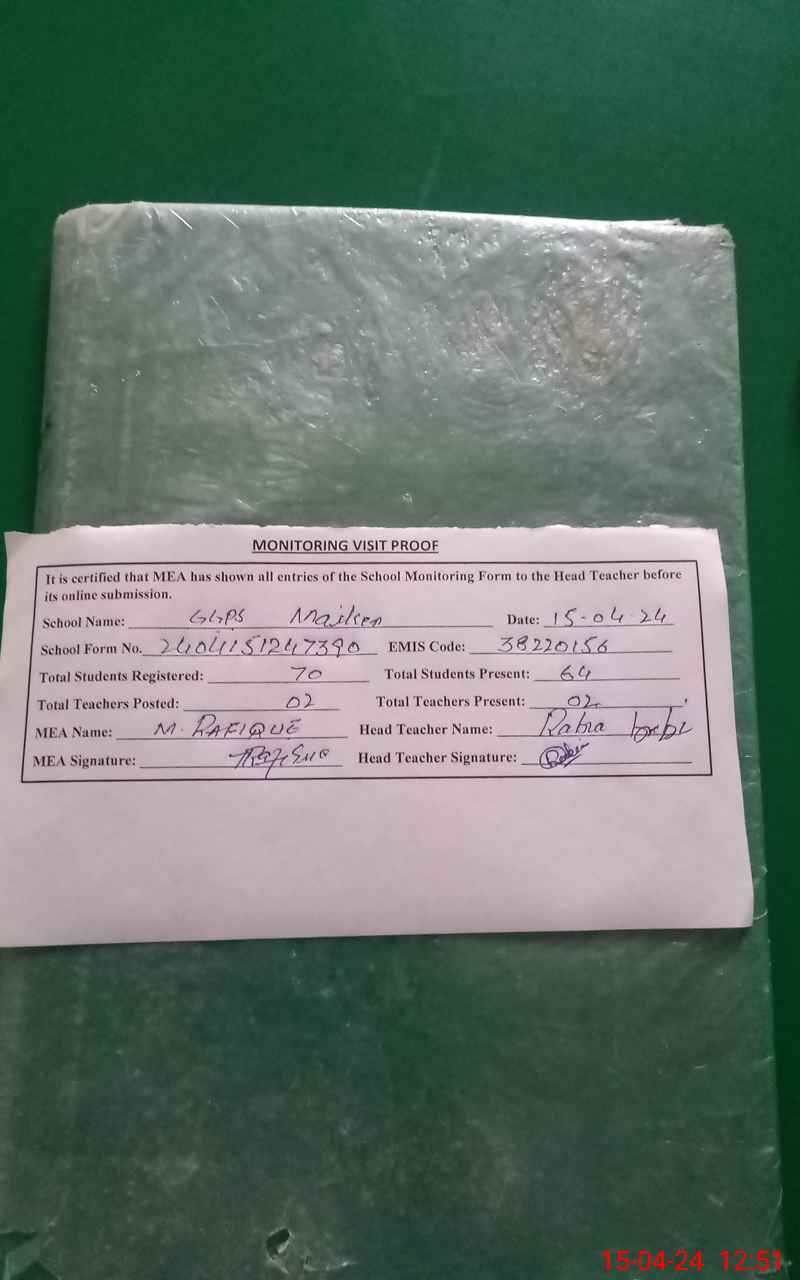 MONITORING VISIT PROOF
It is certified that MEA has shown all entries of the School Monitoring Form to the Head Teacher before
its online submission.
School Name: GGPS Maiken Date: 15-04-24
School Form No. 2404151247390 EMIS Code: 38220156
Total Students Registered: 70 Total Students Present: 64
Total Teachers Posted: 02 Total Teachers Present: 02
MEA Name: M. RAFIQUE Head Teacher Name: Rabia bibi
MEA Signature: Head Teacher Signature: Rabia
15-04-24 12:51